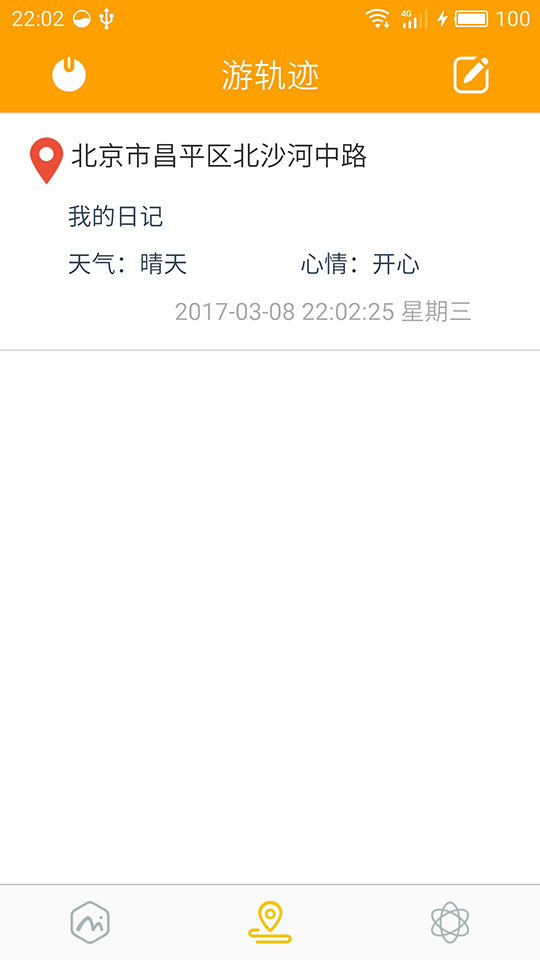 22:02 4G 100
游轨迹
北京市昌平区北沙河中路
我的日记
天气：晴天 心情：开心
2017-03-08 22:02:25 星期三